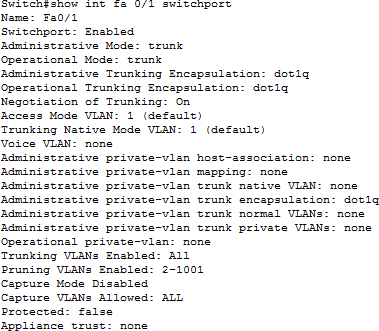 Switch#show int fa 0/1 switchport
Name: Fa0/1
Switchport: Enabled
Administrative Mode: trunk
Operational Mode: trunk
Administrative Trunking Encapsulation: dot1q
Operational Trunking Encapsulation: dot1q
Negotiation of Trunking: On
Access Mode VLAN: 1 (default)
Trunking Native Mode VLAN: 1 (default)
Voice VLAN: none
Administrative private-vlan host-association: none
Administrative private-vlan mapping: none
Administrative private-vlan trunk native VLAN: none
Administrative private-vlan trunk encapsulation: dot1q
Administrative private-vlan trunk normal VLANs: none
Administrative private-vlan trunk private VLANs: none
Operational private-vlan: none
Trunking VLANs Enabled: All
Pruning VLANs Enabled: 2-1001
Capture Mode Disabled
Capture VLANs Allowed: ALL
Protected: false
Appliance trust: none